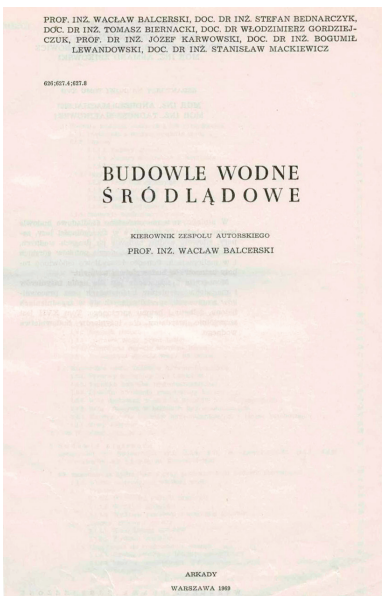 PROF. INŻ. WACŁAW BALCERSKI, DOC. DR INŻ. STEFAN BEDNARCZYK,
DOC. DR INŻ. TOMASZ BIERNACKI, DOC. DR WŁODZIMIERZ GORDZIEJ-
CZUK, PROF. DR INŻ. JÓZEF KARWOWSKI, DOC. DR INŻ. BOGUMIŁ
LEWANDOWSKI, DOC. DR INŻ. STANISŁAW MACKIEWICZ
626;627.4;627.8
BUDOWLE WODNE
ŚRÓDLĄDOWE
KIEROWNIK ZESPOŁU AUTORSKIEGO
PROF. INŻ. WACŁAW BALCERSKI
ARKADY
WARSZAWA 1969